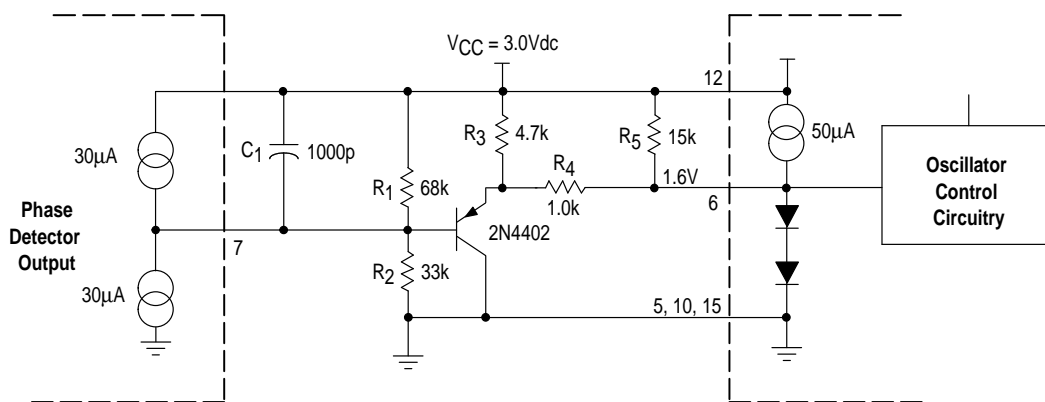 VCC = 3.0Vdc
12
30µA
C1
1000p
R3
4.7k
R5
15k
50µA
R4
1.0k
1.6V
6
R1
68k
Oscillator
Control
Circuitry
Phase
Detector
Output
7
2N4402
R2
33k
30µA
5, 10, 15